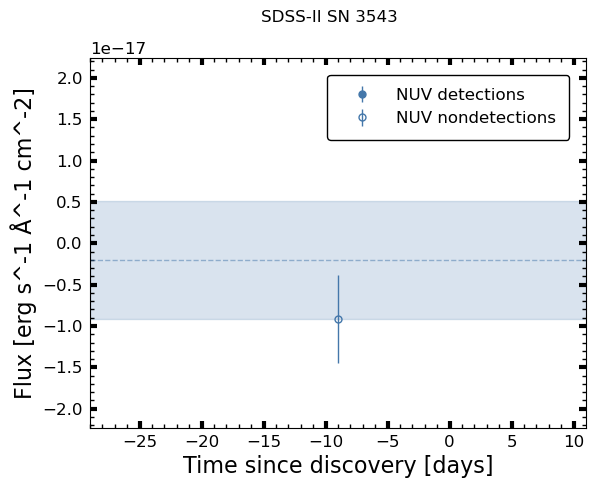 SDSS-II SN 3543
1e−17
NUV detections
NUV nondetections
2.0
1.5
1.0
0.5
0.0
−0.5
−1.0
−1.5
−2.0
Flux [erg s^-1 Å^-1 cm^-2]
−25 −20 −15 −10 −5 0 5 10
Time since discovery [days]